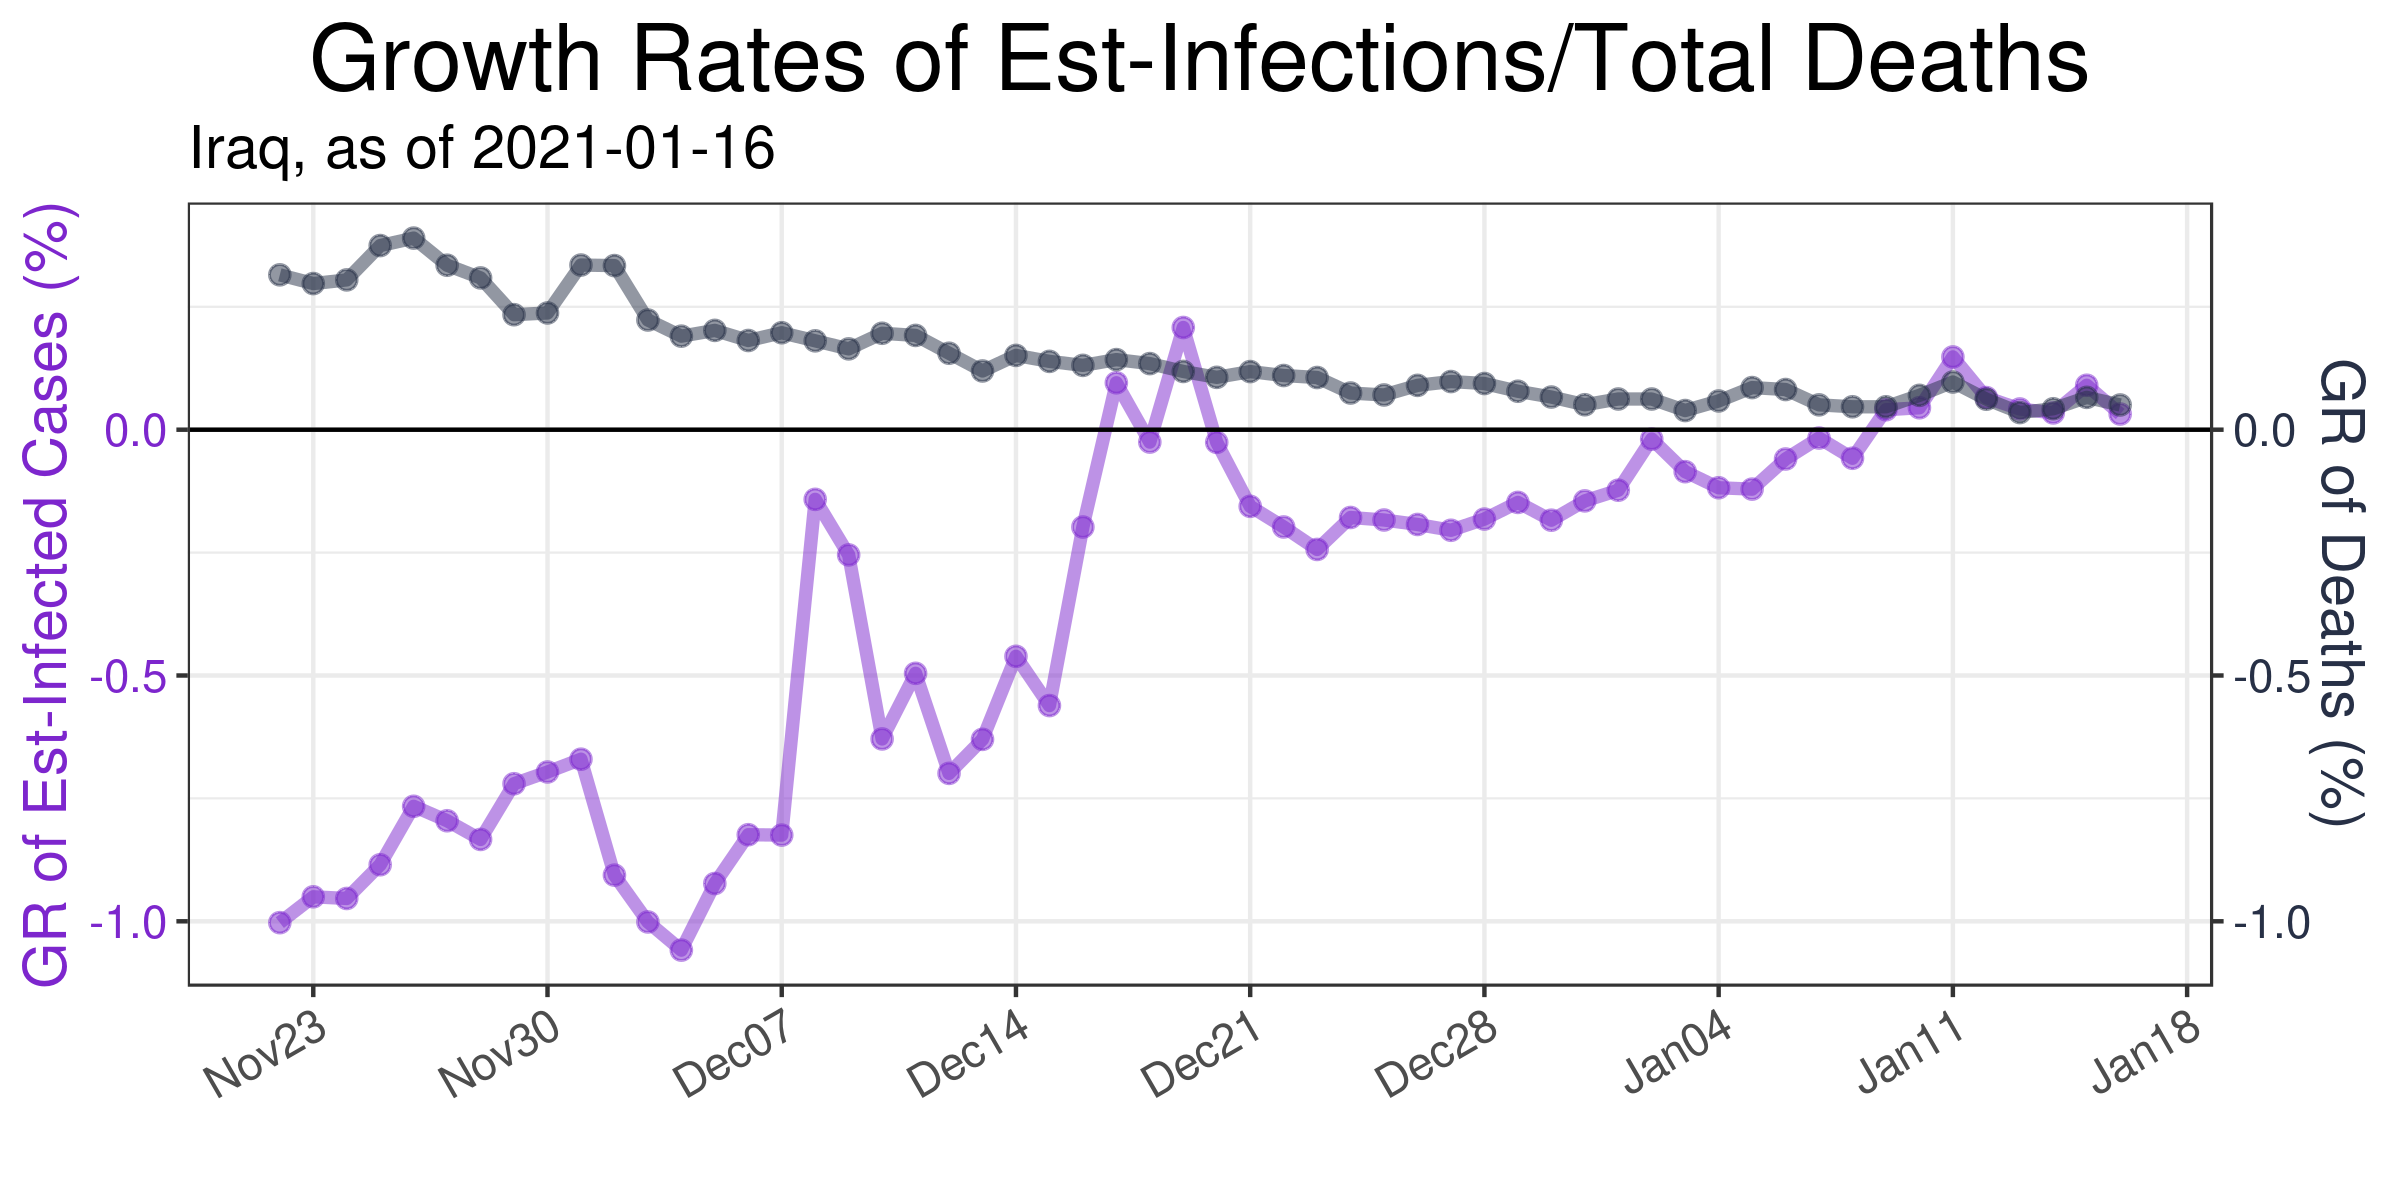 Growth Rates of Est-Infections/Total Deaths
Iraq, as of 2021-01-16
GR of Est-Infected Cases (%)
0.0
-0.5
-1.0
0.0
-0.5
-1.0
GR of Deaths (%)
Nov23
Nov30
Dec07
Dec14
Dec21
Dec28
Jan04
Jan11
Jan18